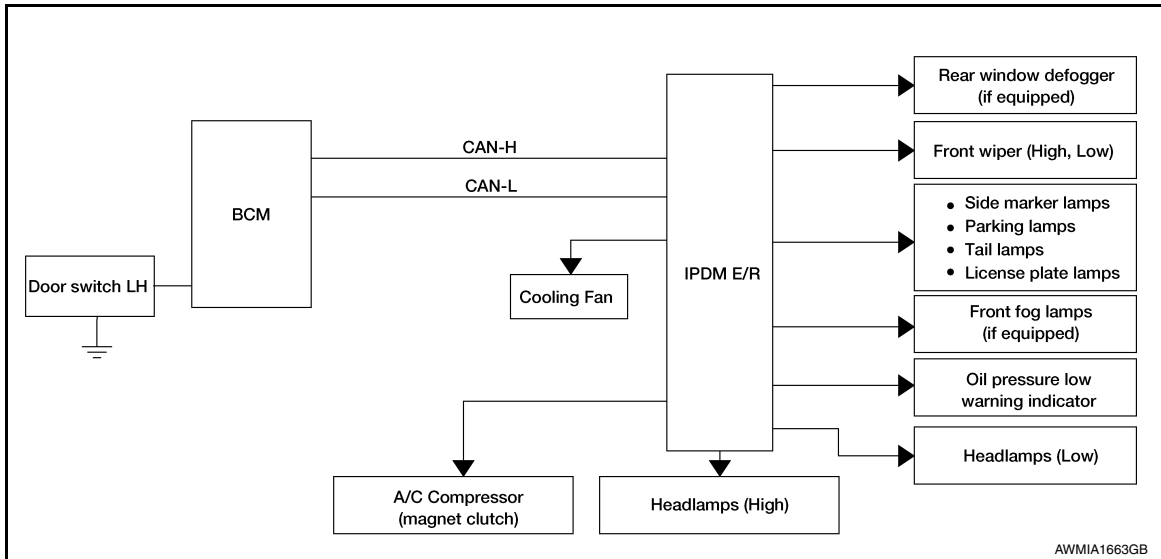 Rear window defogger
(if equipped)
CAN-H
Front wiper (High, Low)
CAN-L
BCM
• Side marker lamps
• Parking lamps
• Tail lamps
• License plate lamps
IPDM E/R
Door switch LH
Cooling Fan
Front fog lamps
(if equipped)
Oil pressure low
warning indicator
Headlamps (Low)
A/C Compressor
(magnet clutch)
Headlamps (High)
AWMIA1663GB